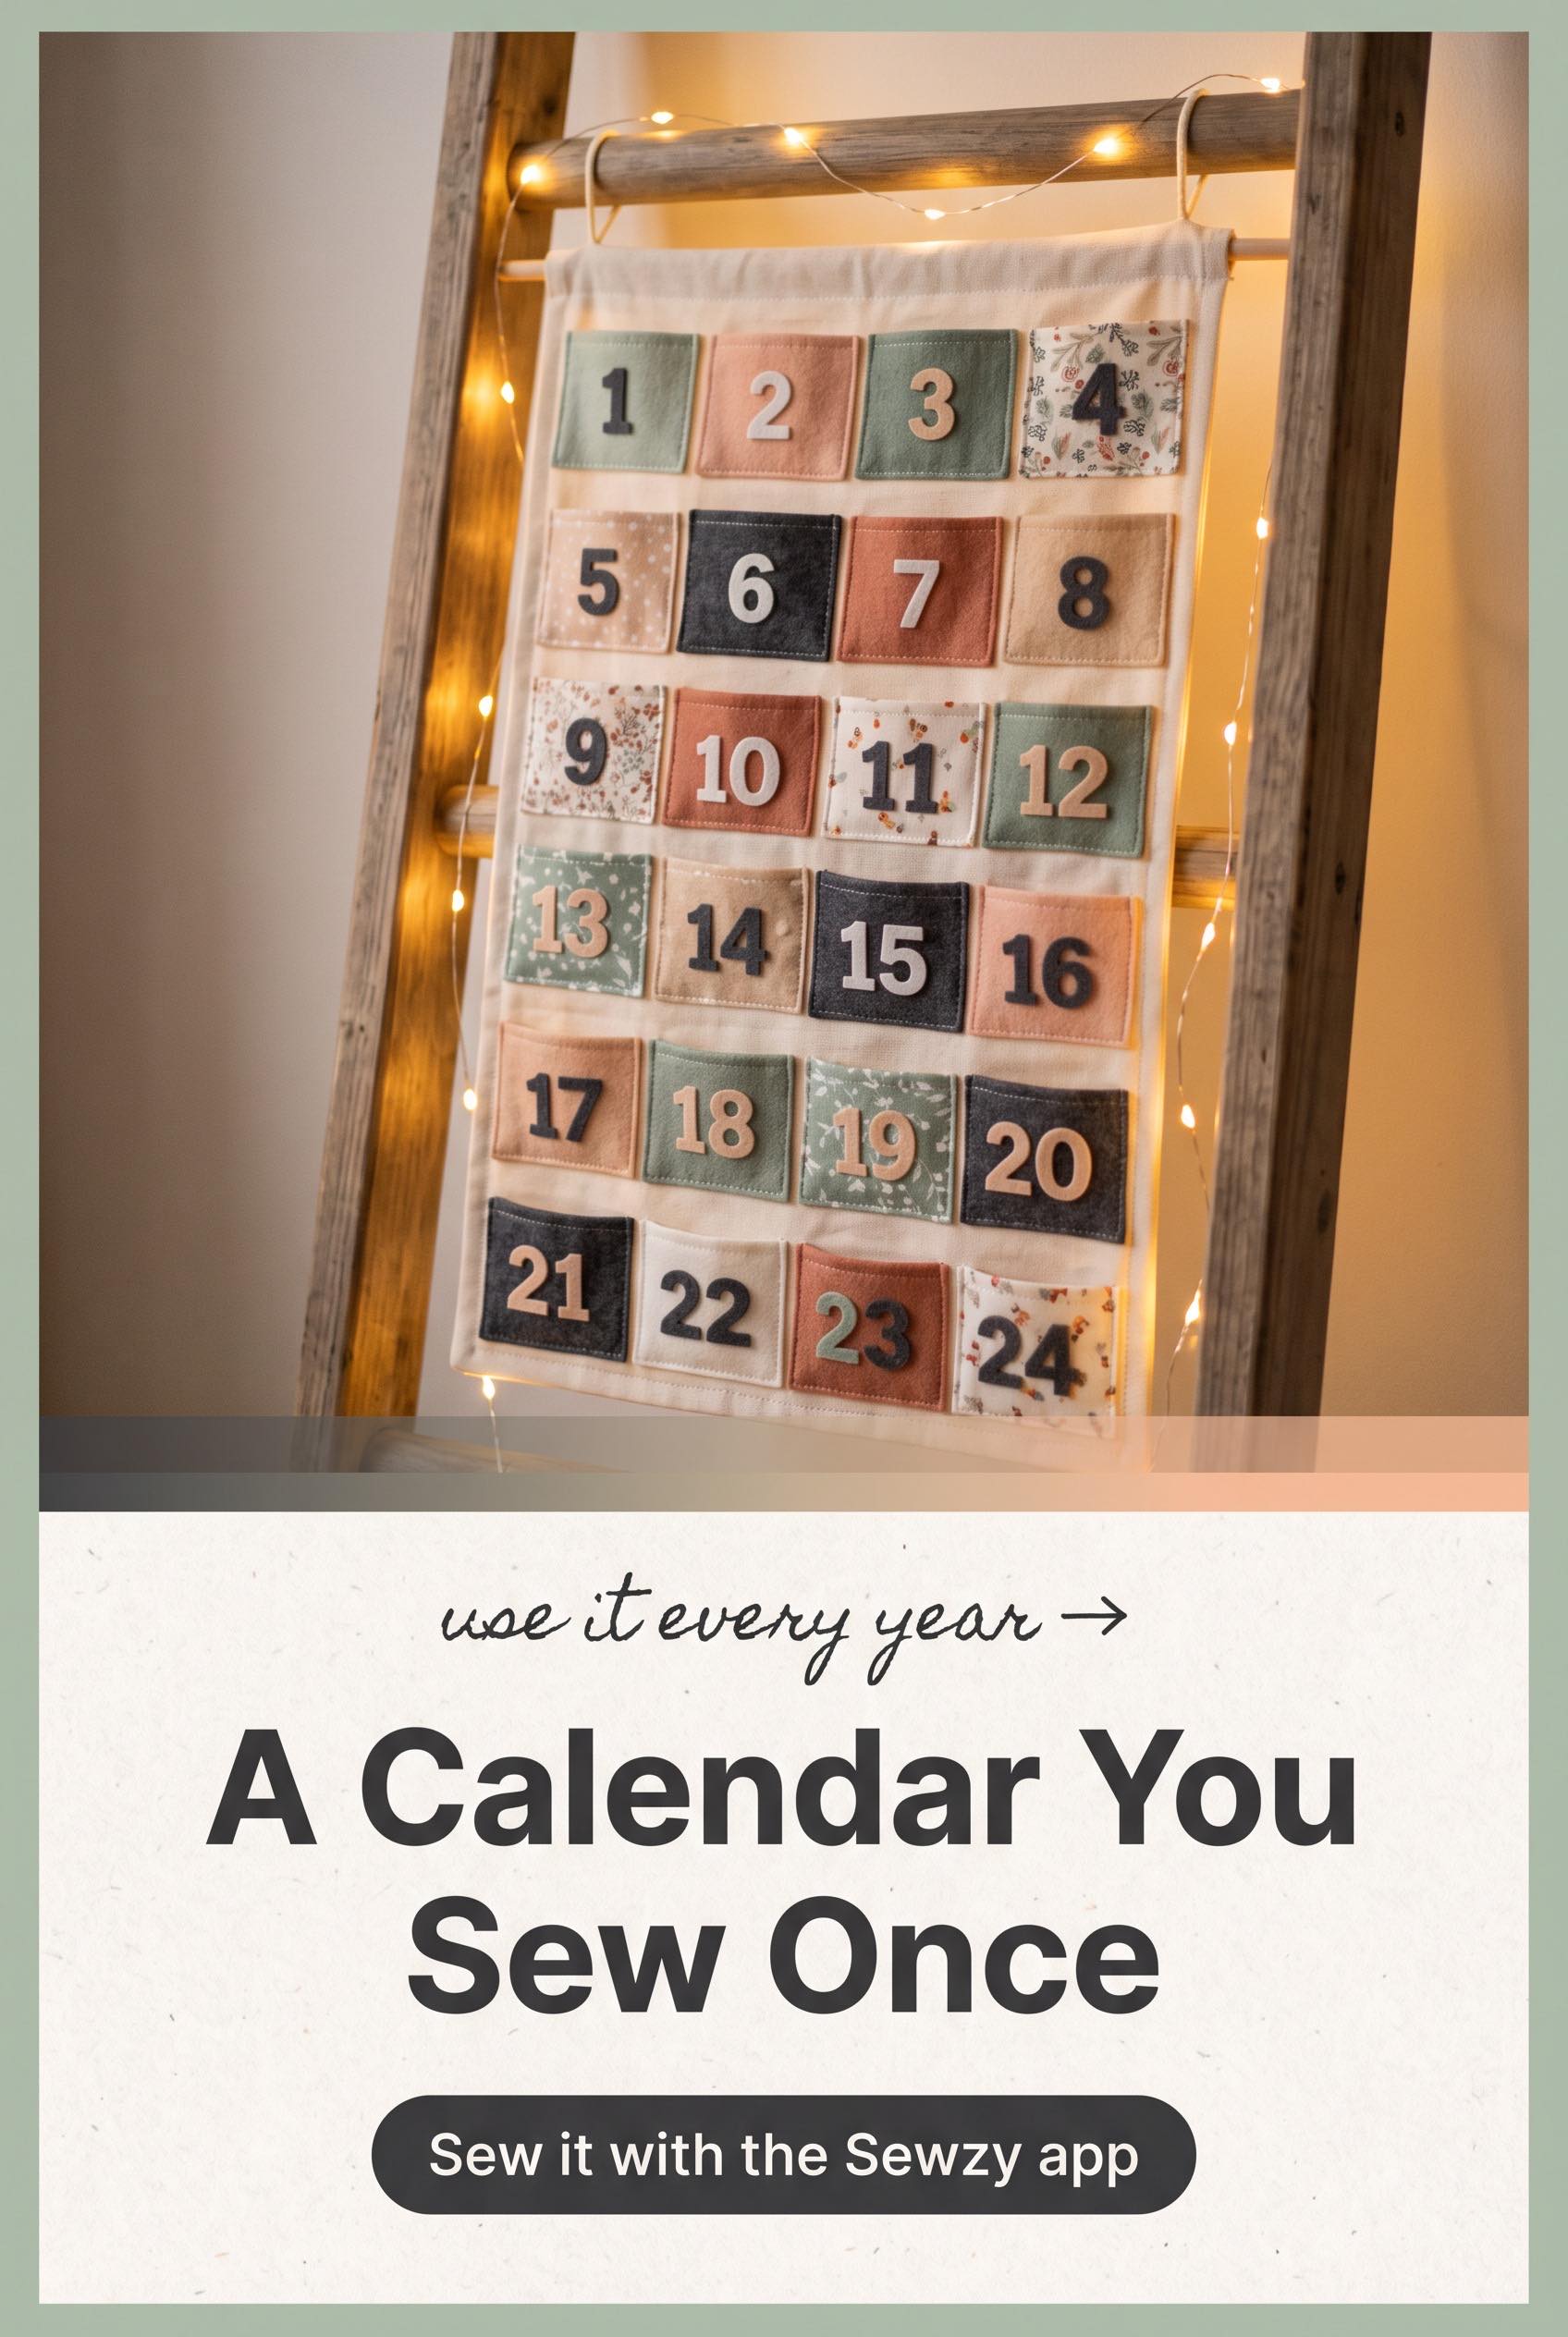 1 2 3 4
5 6 7 8
9 10 11 12
13 14 15 16
17 18 19 20
21 22 23 24
use it every year →
A Calendar You
Sew Once
Sew it with the Sewzy app